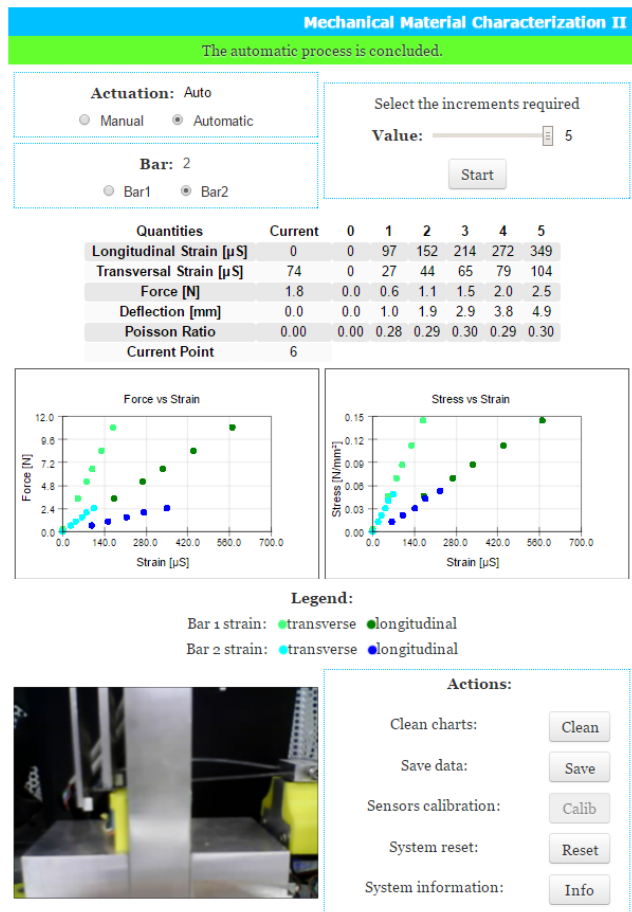 Mechanical Material Characterization II
The automatic process is concluded.
Actuation: Auto
Manual Automatic
Select the increments required
Value: 5
Start
Bar: 2
Bar1 Bar2
Quantities Current 0 1 2 3 4 5
Longitudinal Strain [µS] 0 0 97 152 214 272 349
Transversal Strain [µS] 74 0 27 44 65 79 104
Force [N] 1.8 0.0 0.6 1.1 1.5 2.0 2.5
Deflection [mm] 0.0 0.0 1.0 1.9 2.9 3.8 4.9
Poisson Ratio 0.00 0.00 0.28 0.29 0.30 0.29 0.30
Current Point 6
Force vs Strain
12.0
9.6
7.2
4.8
2.4
0.0
Force [N]
0.0 140.0 280.0 420.0 560.0 700.0
Strain [µS]
Stress vs Strain
0.15
0.12
0.09
0.06
0.03
0.00
Stress [N/mm²]
0.0 140.0 280.0 420.0 560.0 700.0
Strain [µS]
Legend:
Bar 1 strain: transverse longitudinal
Bar 2 strain: transverse longitudinal
Actions:
Clean charts: Clean
Save data: Save
Sensors calibration: Calib
System reset: Reset
System information: Info